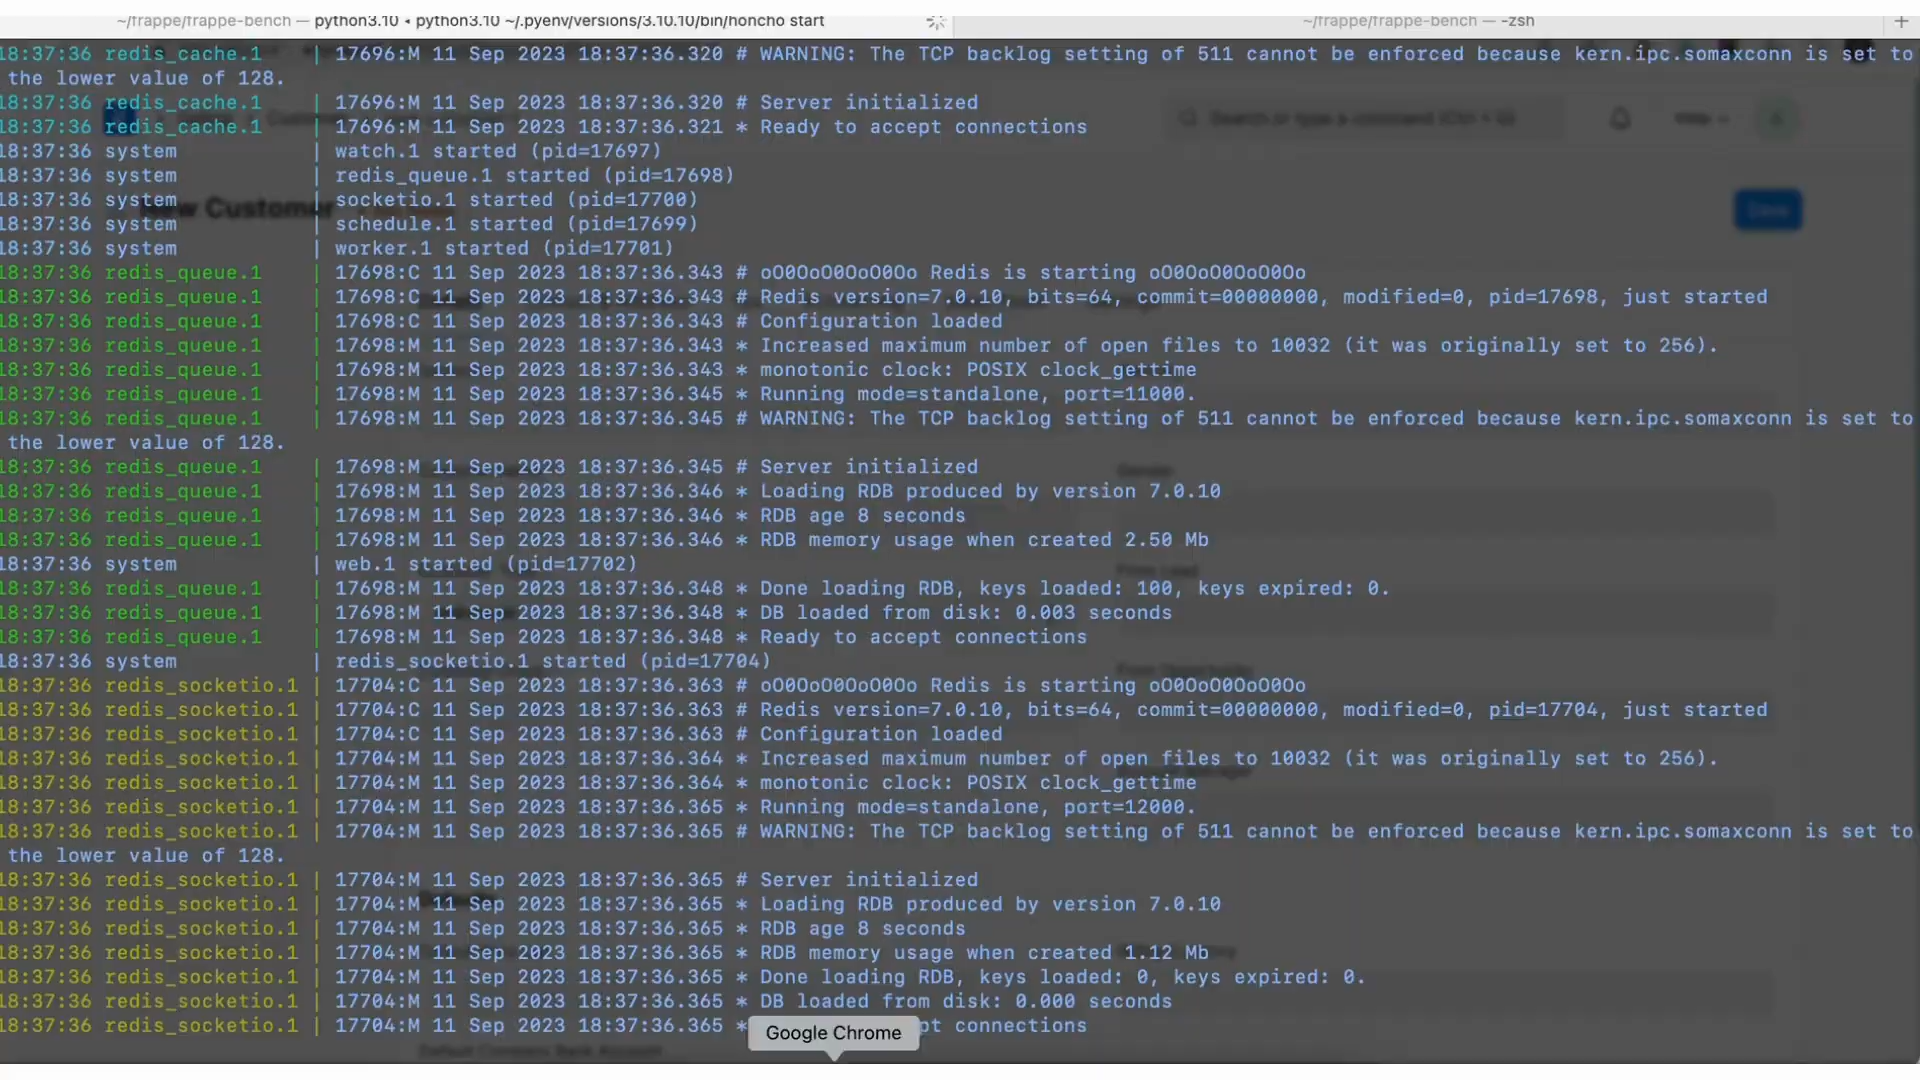 ~/frappe/frappe-bench — python3.10 • python3.10 ~/.pyenv/versions/3.10.10/bin/honcho start
~/frappe/frappe-bench — -zsh
+
18:37:36 redis_cache.1 | 17696:M 11 Sep 2023 18:37:36.320 # WARNING: The TCP backlog setting of 511 cannot be enforced because kern.ipc.somaxconn is set to
the lower value of 128.
18:37:36 redis_cache.1 | 17696:M 11 Sep 2023 18:37:36.320 # Server initialized
18:37:36 redis_cache.1 | 17696:M 11 Sep 2023 18:37:36.321 * Ready to accept connections
18:37:36 system | watch.1 started (pid=17697)
18:37:36 system | redis_queue.1 started (pid=17698)
18:37:36 system | socketio.1 started (pid=17700)
18:37:36 system | schedule.1 started (pid=17699)
18:37:36 system | worker.1 started (pid=17701)
18:37:36 redis_queue.1 | 17698:C 11 Sep 2023 18:37:36.343 # oO0OoO0OoO0Oo Redis is starting oO0OoO0OoO0Oo
18:37:36 redis_queue.1 | 17698:C 11 Sep 2023 18:37:36.343 # Redis version=7.0.10, bits=64, commit=00000000, modified=0, pid=17698, just started
18:37:36 redis_queue.1 | 17698:C 11 Sep 2023 18:37:36.343 # Configuration loaded
18:37:36 redis_queue.1 | 17698:M 11 Sep 2023 18:37:36.343 * Increased maximum number of open files to 10032 (it was originally set to 256).
18:37:36 redis_queue.1 | 17698:M 11 Sep 2023 18:37:36.343 * monotonic clock: POSIX clock_gettime
18:37:36 redis_queue.1 | 17698:M 11 Sep 2023 18:37:36.345 * Running mode=standalone, port=11000.
18:37:36 redis_queue.1 | 17698:M 11 Sep 2023 18:37:36.345 # WARNING: The TCP backlog setting of 511 cannot be enforced because kern.ipc.somaxconn is set to
the lower value of 128.
18:37:36 redis_queue.1 | 17698:M 11 Sep 2023 18:37:36.345 # Server initialized
18:37:36 redis_queue.1 | 17698:M 11 Sep 2023 18:37:36.346 * Loading RDB produced by version 7.0.10
18:37:36 redis_queue.1 | 17698:M 11 Sep 2023 18:37:36.346 * RDB age 8 seconds
18:37:36 redis_queue.1 | 17698:M 11 Sep 2023 18:37:36.346 * RDB memory usage when created 2.50 Mb
18:37:36 system | web.1 started (pid=17702)
18:37:36 redis_queue.1 | 17698:M 11 Sep 2023 18:37:36.348 * Done loading RDB, keys loaded: 100, keys expired: 0.
18:37:36 redis_queue.1 | 17698:M 11 Sep 2023 18:37:36.348 * DB loaded from disk: 0.003 seconds
18:37:36 redis_queue.1 | 17698:M 11 Sep 2023 18:37:36.348 * Ready to accept connections
18:37:36 system | redis_socketio.1 started (pid=17704)
18:37:36 redis_socketio.1 | 17704:C 11 Sep 2023 18:37:36.363 # oO0OoO0OoO0Oo Redis is starting oO0OoO0OoO0Oo
18:37:36 redis_socketio.1 | 17704:C 11 Sep 2023 18:37:36.363 # Redis version=7.0.10, bits=64, commit=00000000, modified=0, pid=17704, just started
18:37:36 redis_socketio.1 | 17704:C 11 Sep 2023 18:37:36.363 # Configuration loaded
18:37:36 redis_socketio.1 | 17704:M 11 Sep 2023 18:37:36.364 * Increased maximum number of open files to 10032 (it was originally set to 256).
18:37:36 redis_socketio.1 | 17704:M 11 Sep 2023 18:37:36.364 * monotonic clock: POSIX clock_gettime
18:37:36 redis_socketio.1 | 17704:M 11 Sep 2023 18:37:36.365 * Running mode=standalone, port=12000.
18:37:36 redis_socketio.1 | 17704:M 11 Sep 2023 18:37:36.365 # WARNING: The TCP backlog setting of 511 cannot be enforced because kern.ipc.somaxconn is set to
the lower value of 128.
18:37:36 redis_socketio.1 | 17704:M 11 Sep 2023 18:37:36.365 # Server initialized
18:37:36 redis_socketio.1 | 17704:M 11 Sep 2023 18:37:36.365 * Loading RDB produced by version 7.0.10
18:37:36 redis_socketio.1 | 17704:M 11 Sep 2023 18:37:36.365 * RDB age 8 seconds
18:37:36 redis_socketio.1 | 17704:M 11 Sep 2023 18:37:36.365 * RDB memory usage when created 1.12 Mb
18:37:36 redis_socketio.1 | 17704:M 11 Sep 2023 18:37:36.365 * Done loading RDB, keys loaded: 0, keys expired: 0.
18:37:36 redis_socketio.1 | 17704:M 11 Sep 2023 18:37:36.365 * DB loaded from disk: 0.000 seconds
18:37:36 redis_socketio.1 | 17704:M 11 Sep 2023 18:37:36.365 * pt connections
Google Chrome
New Customer
Search or type a command (Ctrl + G)
Help
Save
Gender
Default Company Bank Account